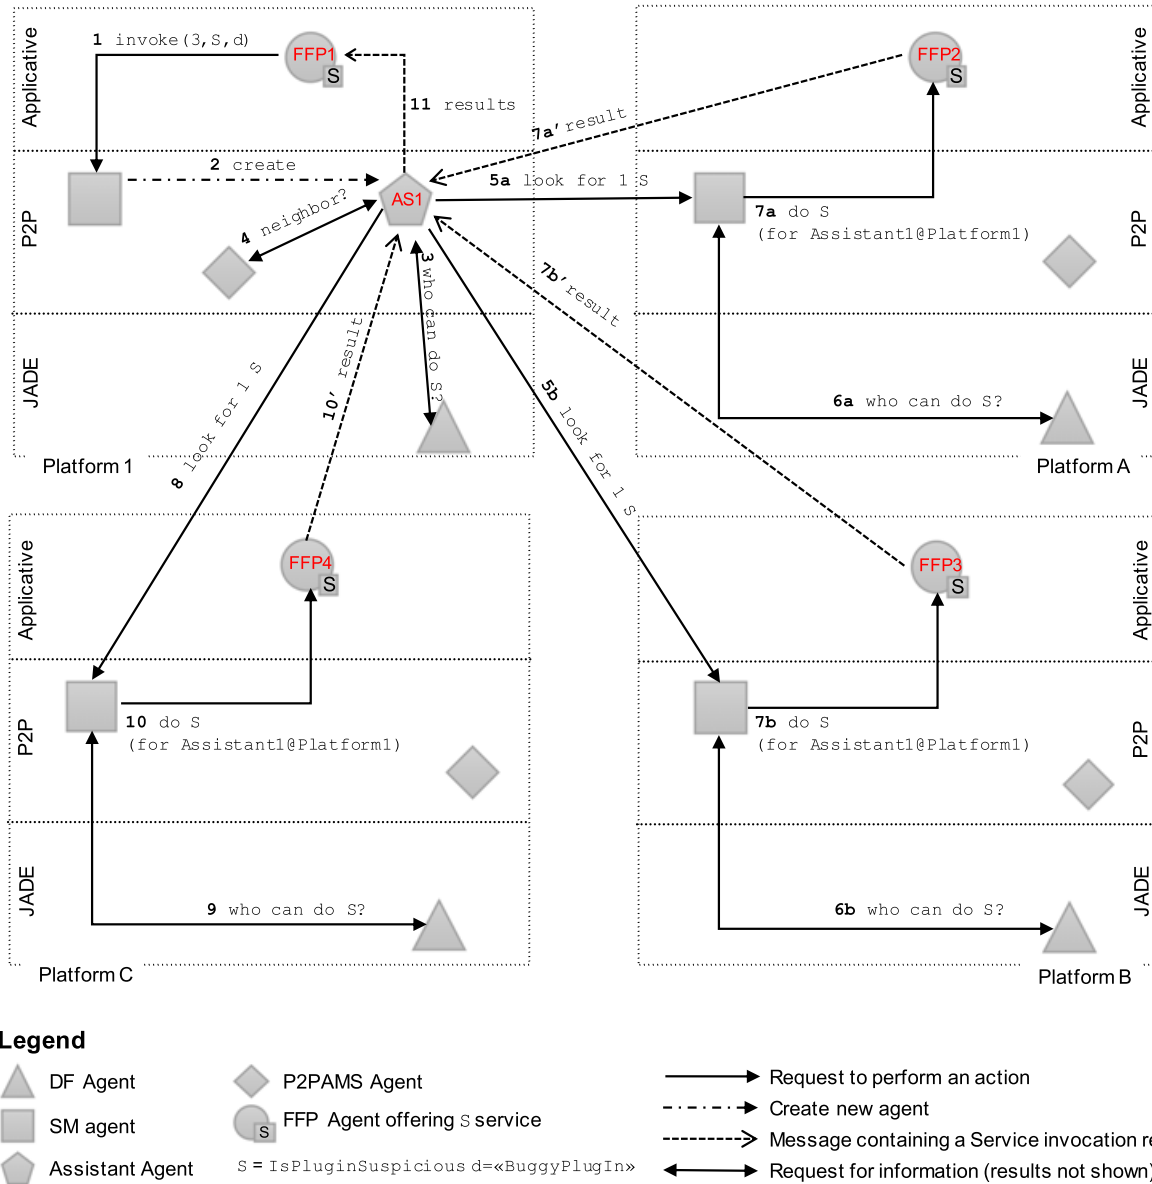 Applicative
1 invoke(3,S,d)
FFP1
S
11 results
P2P
2 create
AS1
4 neighbor?
3 who can do S?
JADE
Platform 1
Applicative
FFP2
S
7a’ result
5a look for 1 S
P2P
7a do S
(for Assistant1@Platform1)
7b’ result
JADE
6a who can do S?
Platform A
8 look for 1 S
10’ result
5b look for 1 S
Applicative
FFP4
S
P2P
10 do S
(for Assistant1@Platform1)
JADE
9 who can do S?
Platform C
Applicative
FFP3
S
P2P
7b do S
(for Assistant1@Platform1)
JADE
6b who can do S?
Platform B
Legend
DF Agent
SM agent
Assistant Agent
P2PAMS Agent
S
FFP Agent offering S service
S = IsPluginSuspicious d=«BuggyPlugIn»
Request to perform an action
Create new agent
Message containing a Service invocation re
Request for information (results not shown)